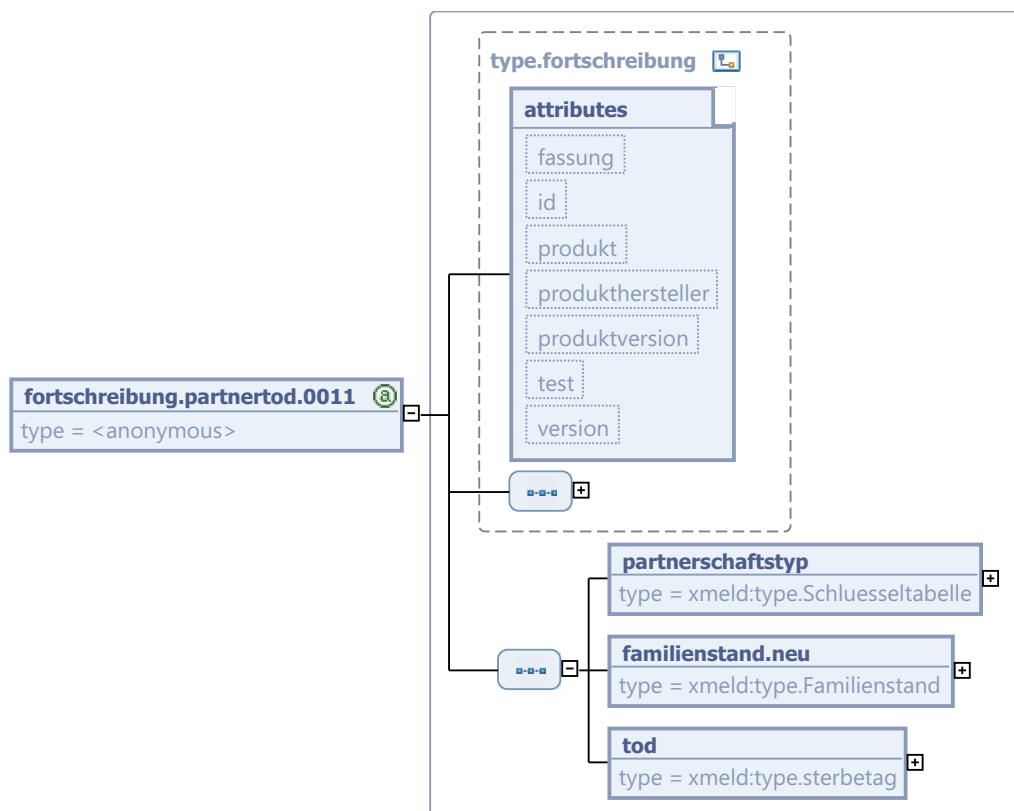 type.fortschreibung
attributes
fassung
id
produkt
produkthersteller
produktversion
test
version
fortschreibung.partnertod.0011 @
type = <anonymous>
partnerschaftstyp
type = xmeld:type.Schluesseltabelle
familienstand.neu
type = xmeld:type.Familienstand
tod
type = xmeld:type.sterbetag